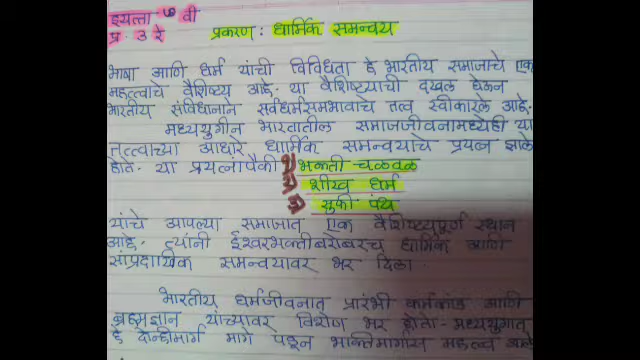 इयत्ता ७ वी
प्र. 3 रे
प्रकरण : धार्मिक समन्वय
भाषा आणि धर्म यांची विविधता हे भारतीय समाजाचे एक
महत्त्वाचे वैशिष्ट्य आहे. या वैशिष्ट्याची दखल घेऊन
भारतीय संविधानाने सर्वधर्मसमभावाचे तत्व स्वीकारले आहे.
मध्ययुगीन भारतातील समाजजीवनामध्येही या
तत्त्वाच्या आधारे धार्मिक समन्वयाचे प्रयत्न झाले
होते. या प्रयत्नांपैकी १) भक्ती चळवळ
२) शीख धर्म
३) सुफी पंथ
यांचे आपल्या समाजात एक वैशिष्ट्यपूर्ण स्थान
आहे. त्यांनी ईश्वरभक्तीबरोबरच धार्मिक आणि
सांप्रदायिक समन्वयावर भर दिला.
भारतीय धर्मजीवनात प्रारंभी कर्मकांड आणि
ब्रह्मज्ञान यांच्यावर विशेष भर होता. मध्ययुगात
हे दोन्ही मार्ग मागे पडून भक्तिमार्गास महत्त्व आले